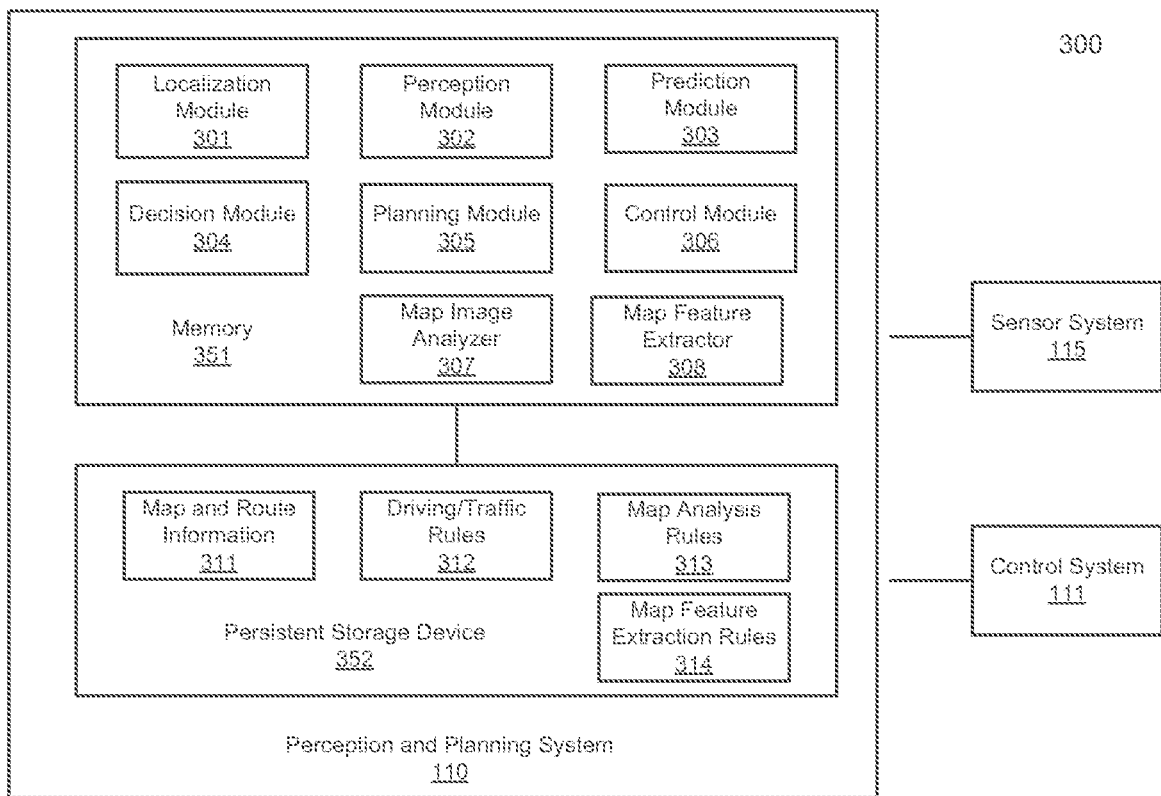 300
Localization
Module
301
Perception
Module
302
Prediction
Module
303
Decision Module
304
Planning Module
305
Control Module
306
Memory
351
Map Image
Analyzer
307
Map Feature
Extractor
308
Sensor System
115
Map and Route
Information
311
Driving/Traffic
Rules
312
Map Analysis
Rules
313
Control System
111
Persistent Storage Device
352
Map Feature
Extraction Rules
314
Perception and Planning System
110